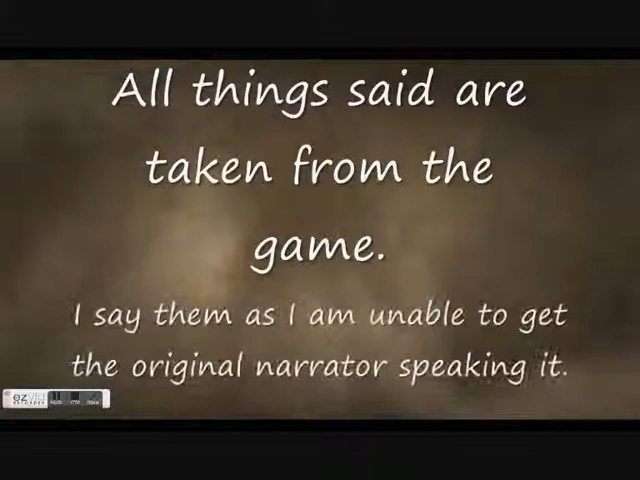 All things said are
taken from the
game.
I say them as I am unable to get
the original narrator speaking it.
ezvid